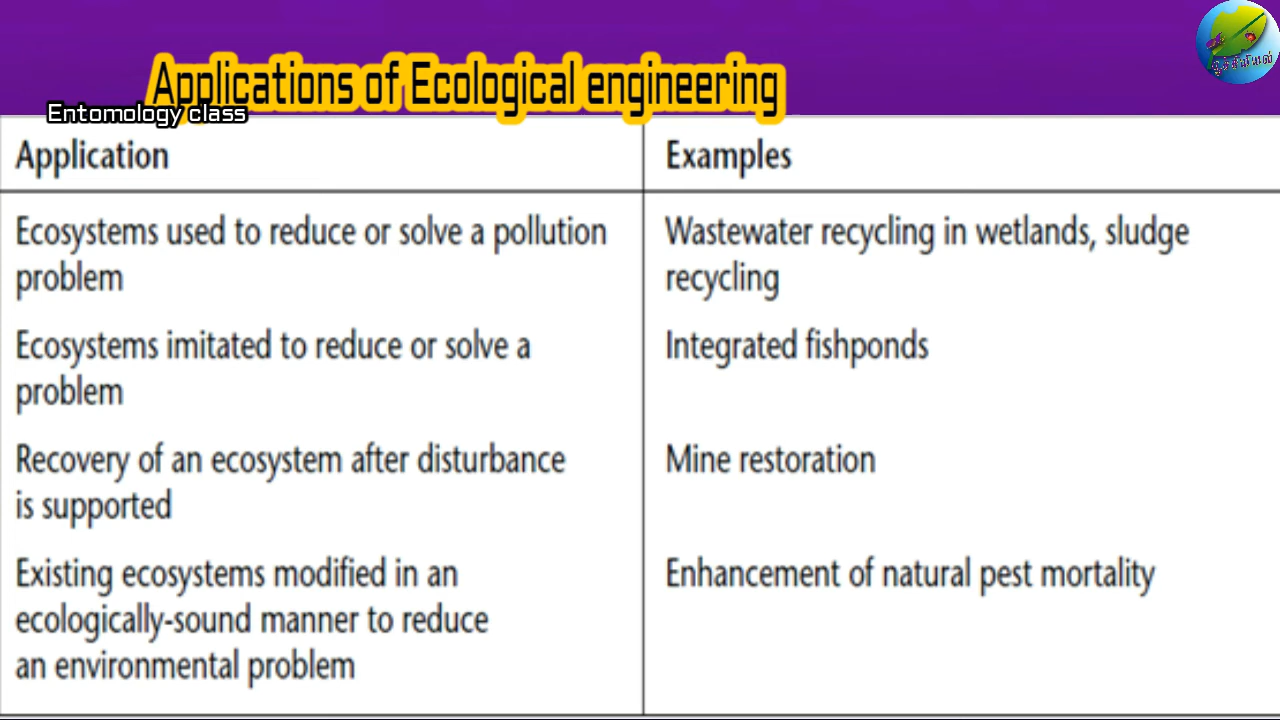 Applications of Ecological engineering
Entomology class
Application
Examples
Ecosystems used to reduce or solve a pollution
problem
Wastewater recycling in wetlands, sludge
recycling
Ecosystems imitated to reduce or solve a
problem
Integrated fishponds
Recovery of an ecosystem after disturbance
is supported
Mine restoration
Existing ecosystems modified in an
ecologically-sound manner to reduce
an environmental problem
Enhancement of natural pest mortality